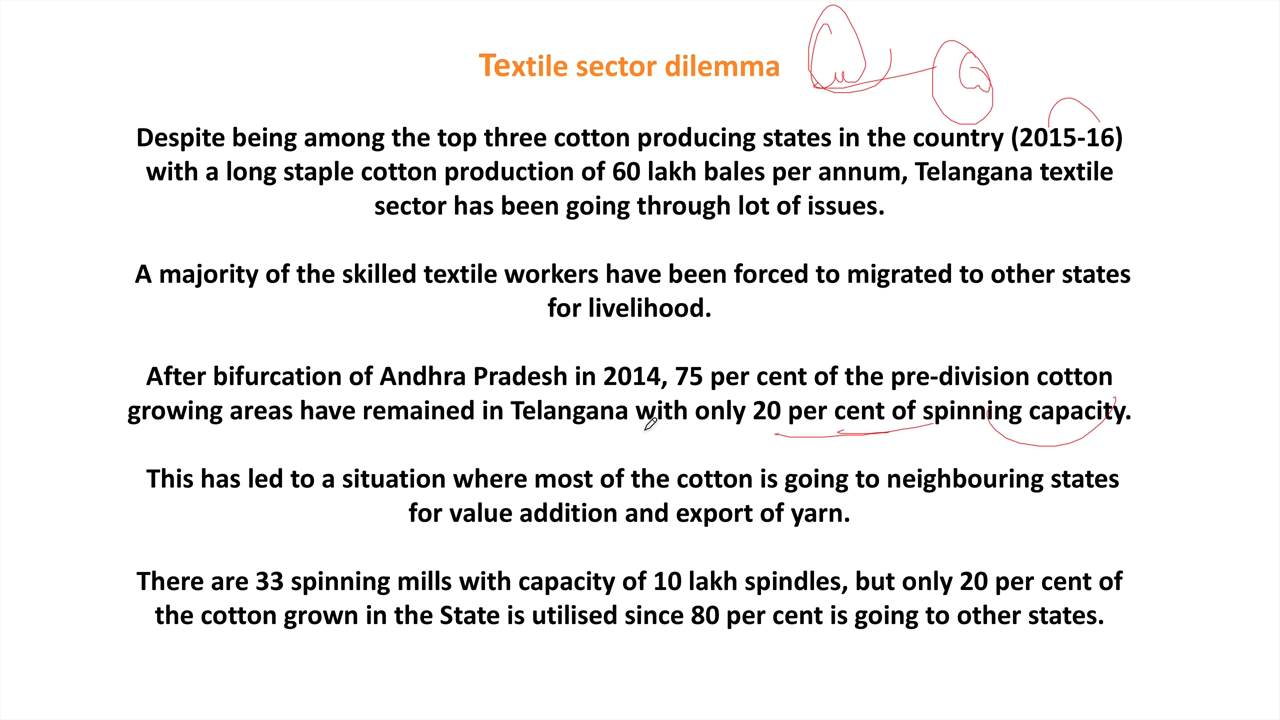 Textile sector dilemma
Despite being among the top three cotton producing states in the country (2015-16)
with a long staple cotton production of 60 lakh bales per annum, Telangana textile
sector has been going through lot of issues.
A majority of the skilled textile workers have been forced to migrated to other states
for livelihood.
After bifurcation of Andhra Pradesh in 2014, 75 per cent of the pre-division cotton
growing areas have remained in Telangana with only 20 per cent of spinning capacity.
This has led to a situation where most of the cotton is going to neighbouring states
for value addition and export of yarn.
There are 33 spinning mills with capacity of 10 lakh spindles, but only 20 per cent of
the cotton grown in the State is utilised since 80 per cent is going to other states.